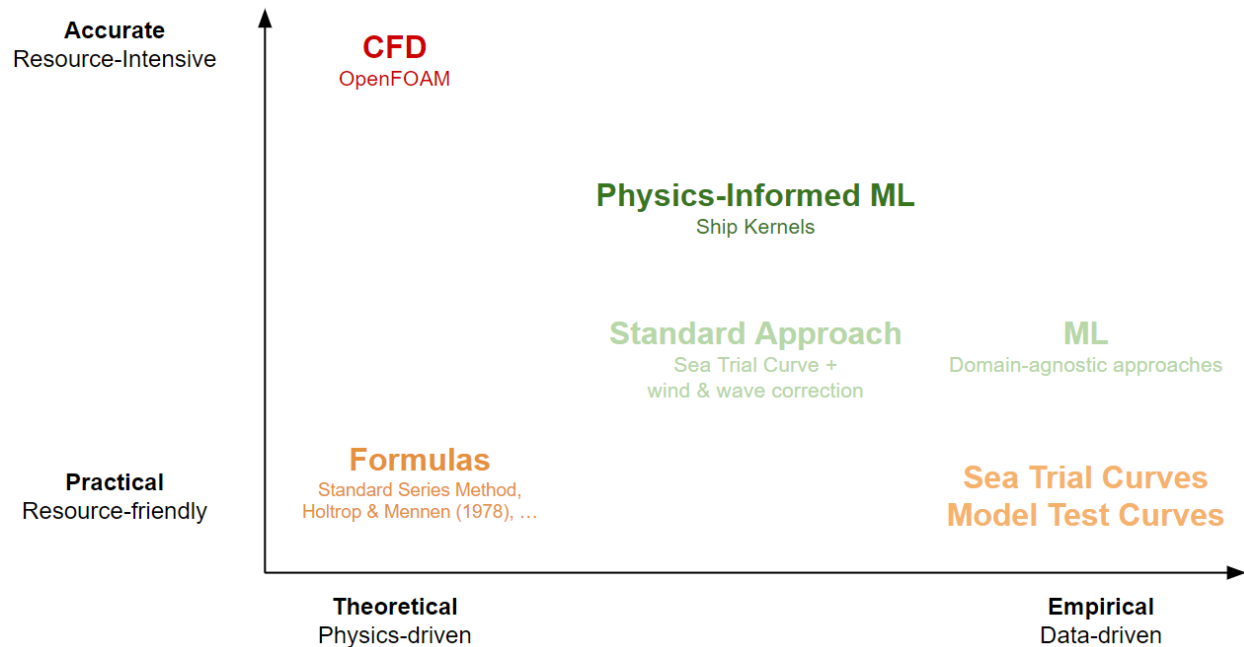 Accurate
Resource-Intensive
CFD
OpenFOAM
Physics-Informed ML
Ship Kernels
Standard Approach
Sea Trial Curve +
wind & wave correction
ML
Domain-agnostic approaches
Formulas
Standard Series Method,
Holtrop & Mennen (1978), …
Practical
Resource-friendly
Sea Trial Curves
Model Test Curves
Theoretical
Physics-driven
Empirical
Data-driven